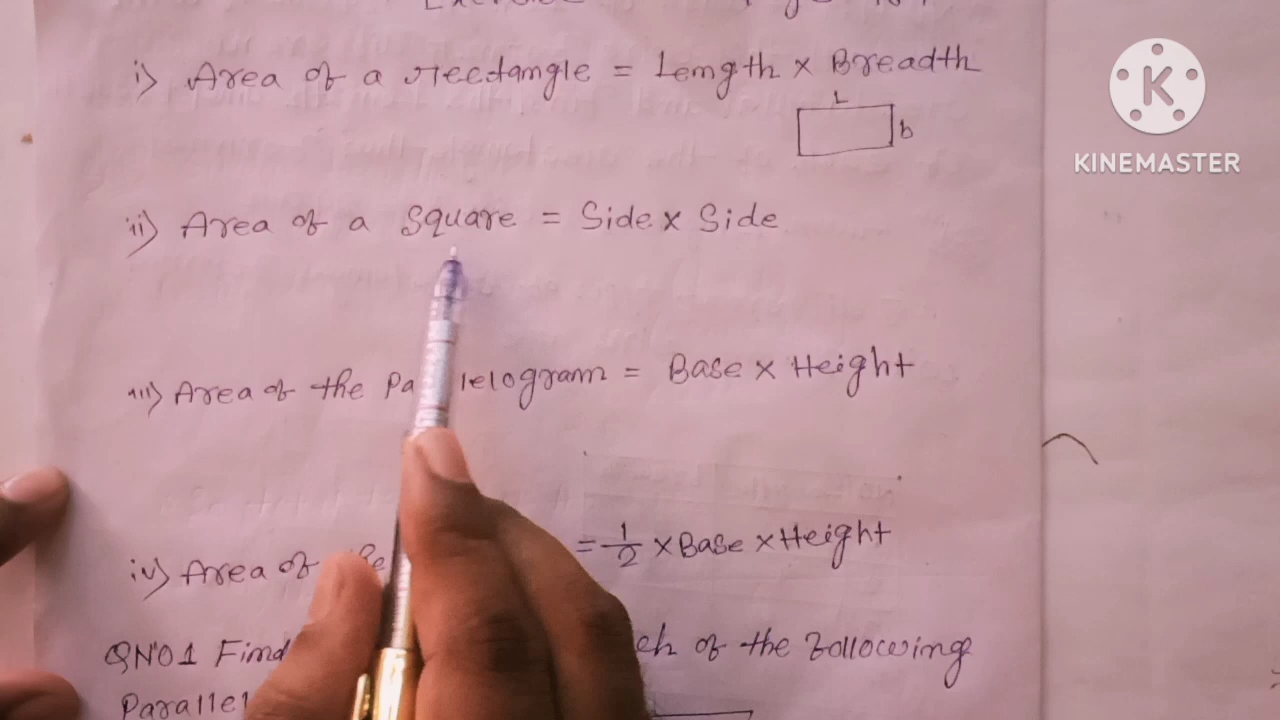 i) Area of a rectangle = Length × Breadth
L
b
K
KINEMASTER
ii) Area of a Square = Side × Side
iii) Area of the Pa lelogram = Base × Height
iv) Area of = 1/2 × Base × Height
QNO1 Find ch of the following
Parallel